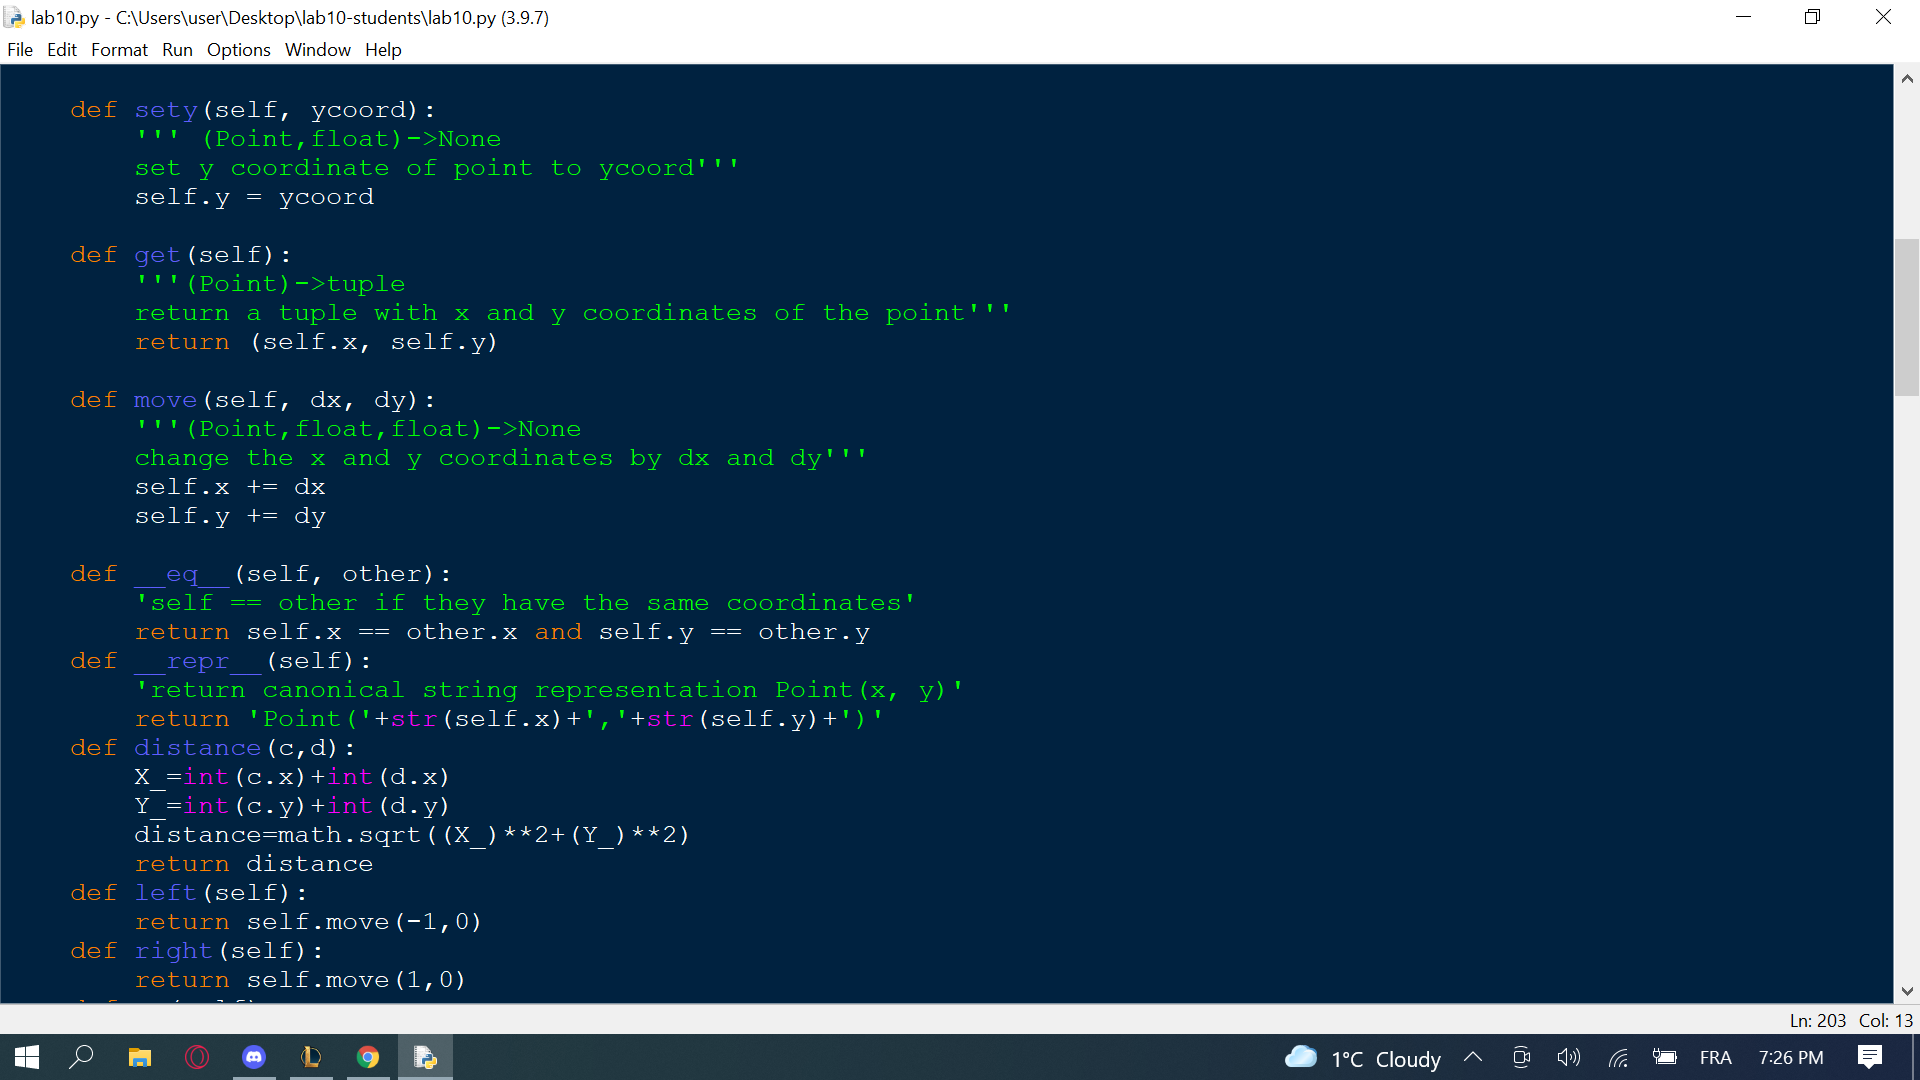 lab10.py - C:\Users\user\Desktop\lab10-students\lab10.py (3.9.7)
File Edit Format Run Options Window Help
def sety(self, ycoord):
''' (Point,float)->None
set y coordinate of point to ycoord'''
self.y = ycoord
def get(self):
'''(Point)->tuple
return a tuple with x and y coordinates of the point'''
return (self.x, self.y)
def move(self, dx, dy):
'''(Point,float,float)->None
change the x and y coordinates by dx and dy'''
self.x += dx
self.y += dy
def __eq__(self, other):
'self == other if they have the same coordinates'
return self.x == other.x and self.y == other.y
def __repr__(self):
'return canonical string representation Point(x, y)'
return 'Point('+str(self.x)+','+str(self.y)+')'
def distance(c,d):
X_=int(c.x)+int(d.x)
Y_=int(c.y)+int(d.y)
distance=math.sqrt((X_)**2+(Y_)**2)
return distance
def left(self):
return self.move(-1,0)
def right(self):
return self.move(1,0)
Ln: 203 Col: 13
1°C Cloudy FRA 7:26 PM